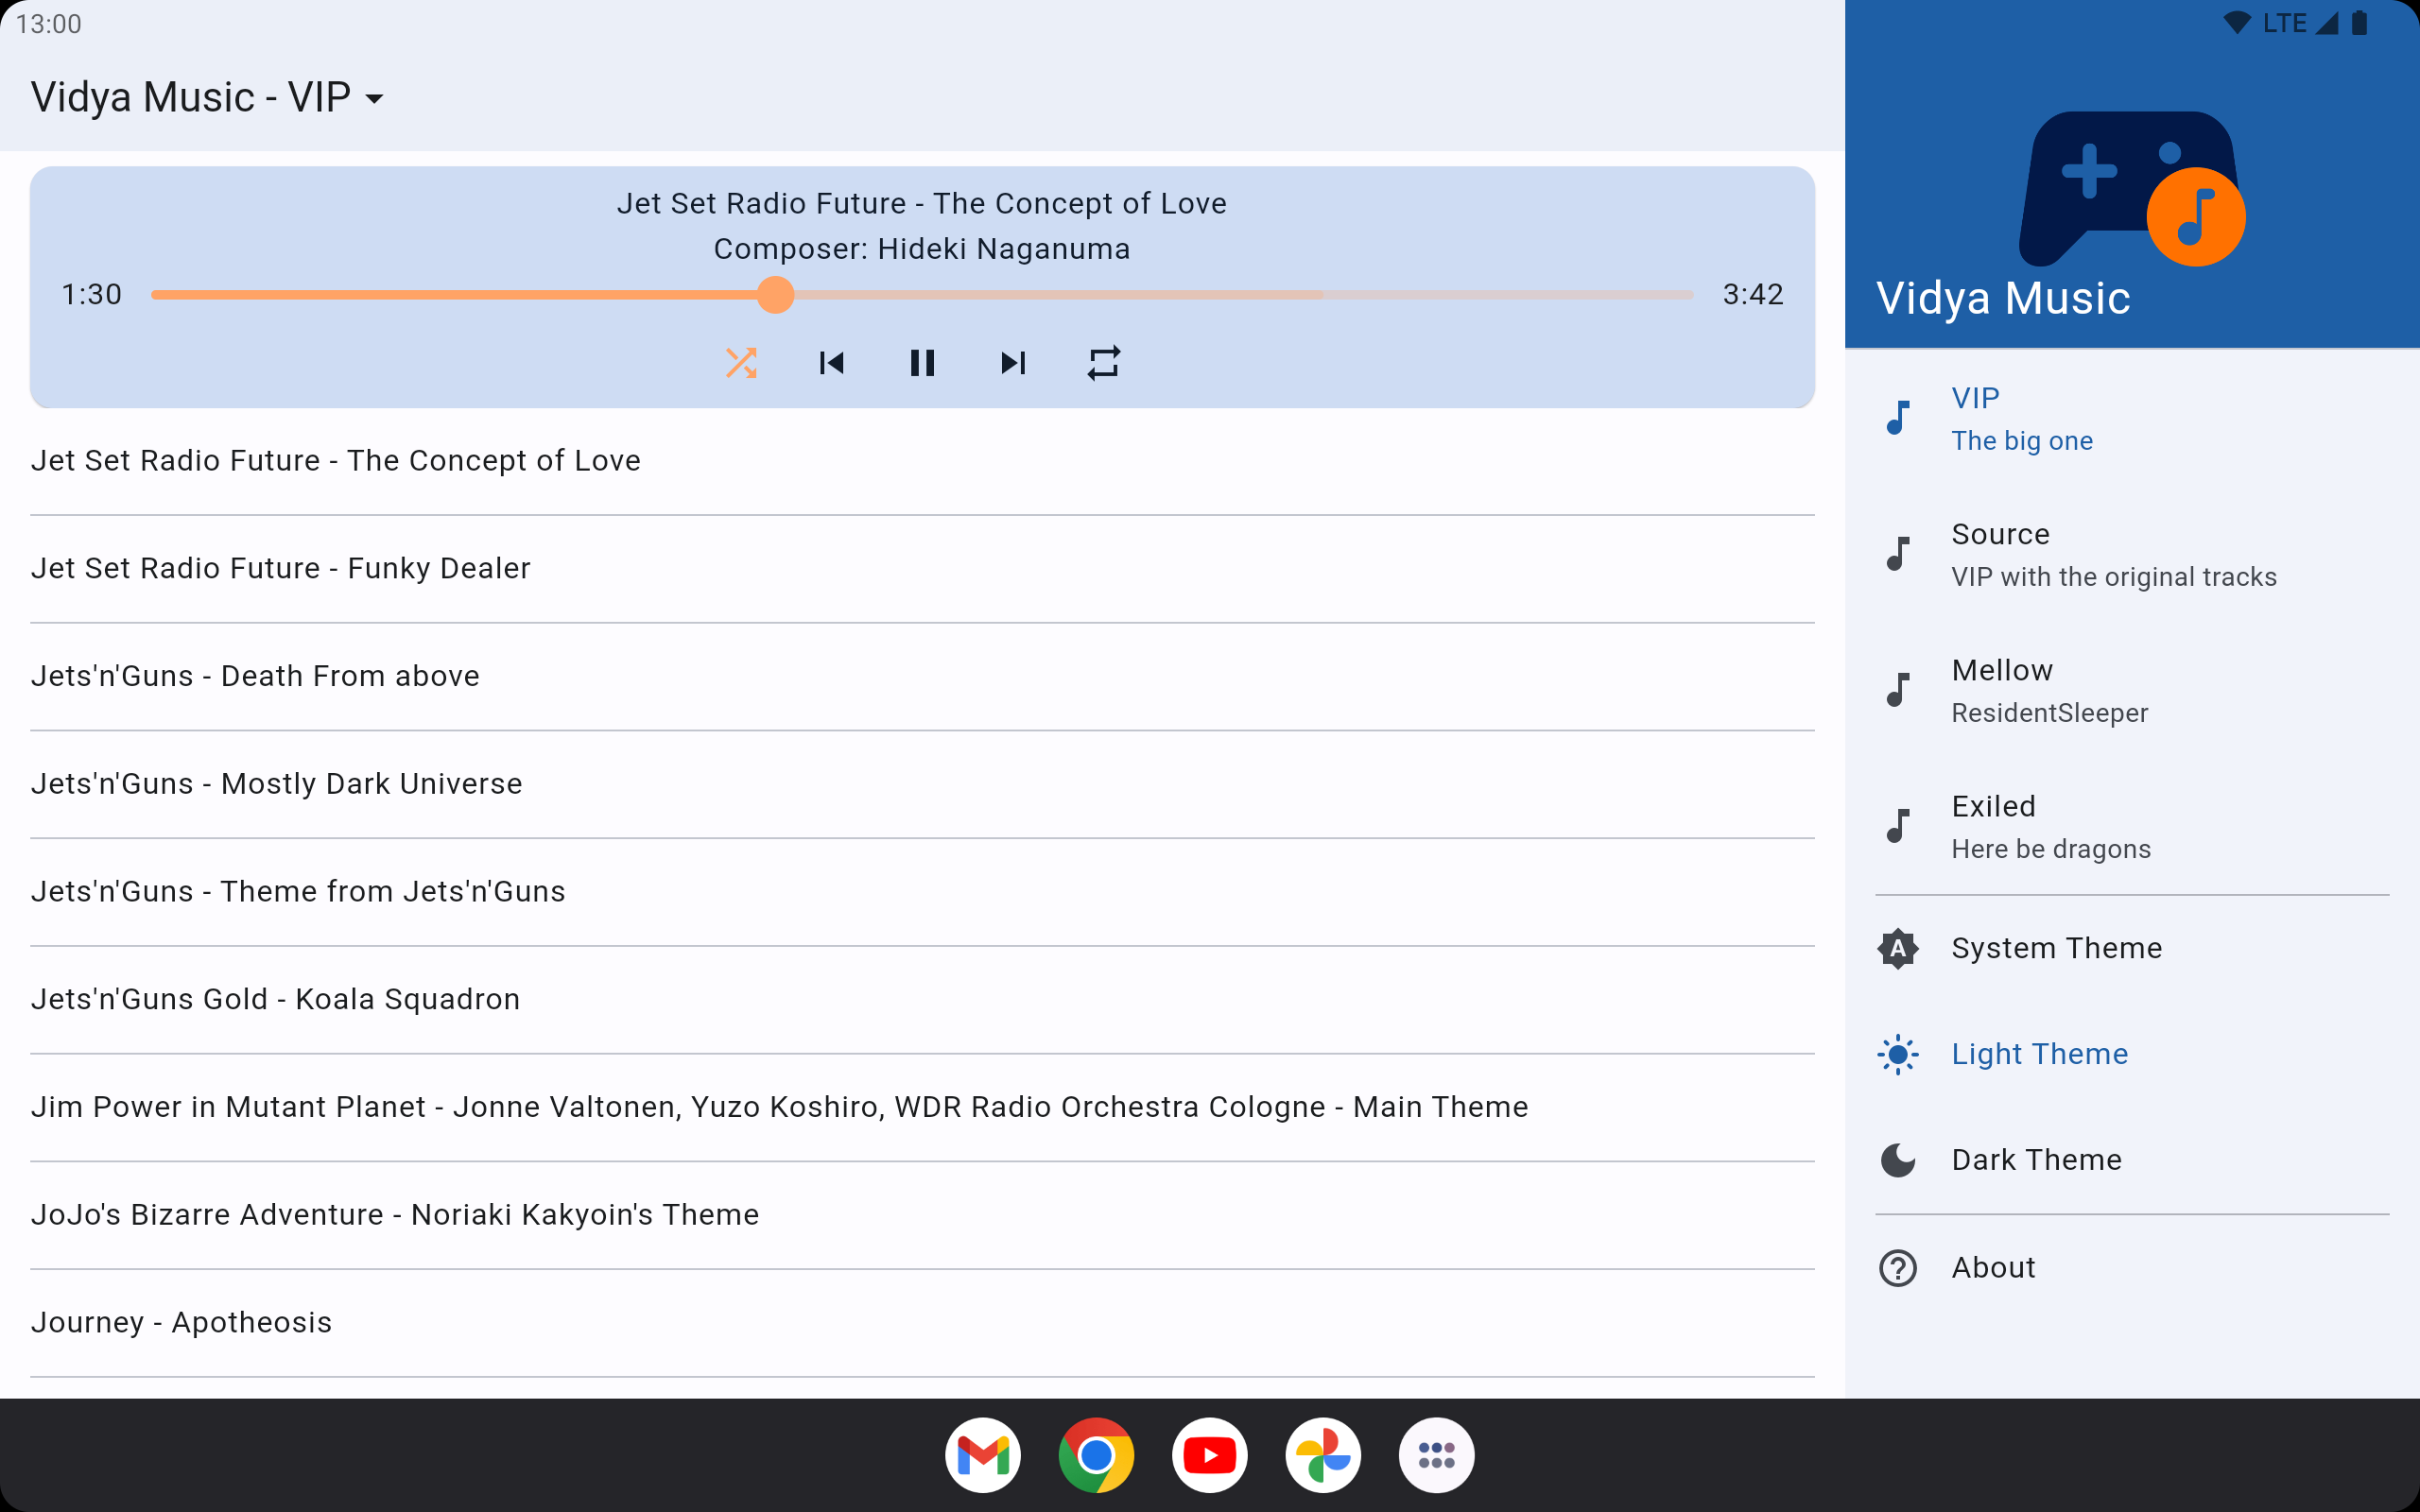 13:00
LTE
Vidya Music - VIP
Jet Set Radio Future - The Concept of Love
Composer: Hideki Naganuma
1:30
3:42
Jet Set Radio Future - The Concept of Love
Jet Set Radio Future - Funky Dealer
Jets'n'Guns - Death From above
Jets'n'Guns - Mostly Dark Universe
Jets'n'Guns - Theme from Jets'n'Guns
Jets'n'Guns Gold - Koala Squadron
Jim Power in Mutant Planet - Jonne Valtonen, Yuzo Koshiro, WDR Radio Orchestra Cologne - Main Theme
JoJo's Bizarre Adventure - Noriaki Kakyoin's Theme
Journey - Apotheosis
Vidya Music
VIP
The big one
Source
VIP with the original tracks
Mellow
ResidentSleeper
Exiled
Here be dragons
A
System Theme
Light Theme
Dark Theme
?
About